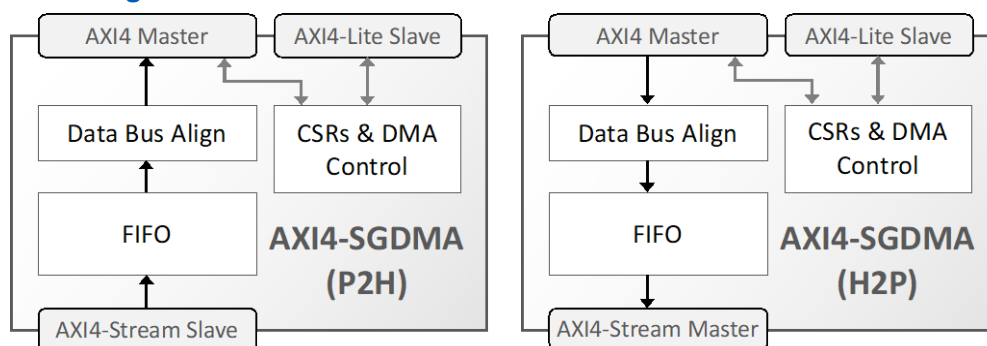 AXI4 Master
AXI4-Lite Slave
Data Bus Align
CSRs & DMA
Control
FIFO
AXI4-SGDMA
(P2H)
AXI4-Stream Slave
AXI4 Master
AXI4-Lite Slave
Data Bus Align
CSRs & DMA
Control
FIFO
AXI4-SGDMA
(H2P)
AXI4-Stream Master